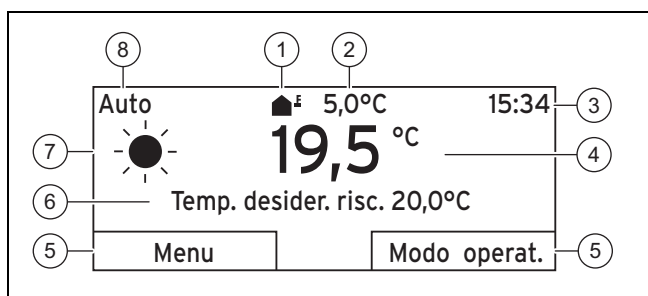 8 1 2
Auto 5,0°C 15:34 3
7 19,5 °C 4
6 Temp. desider. risc. 20,0°C
5 Menu Modo operat. 5